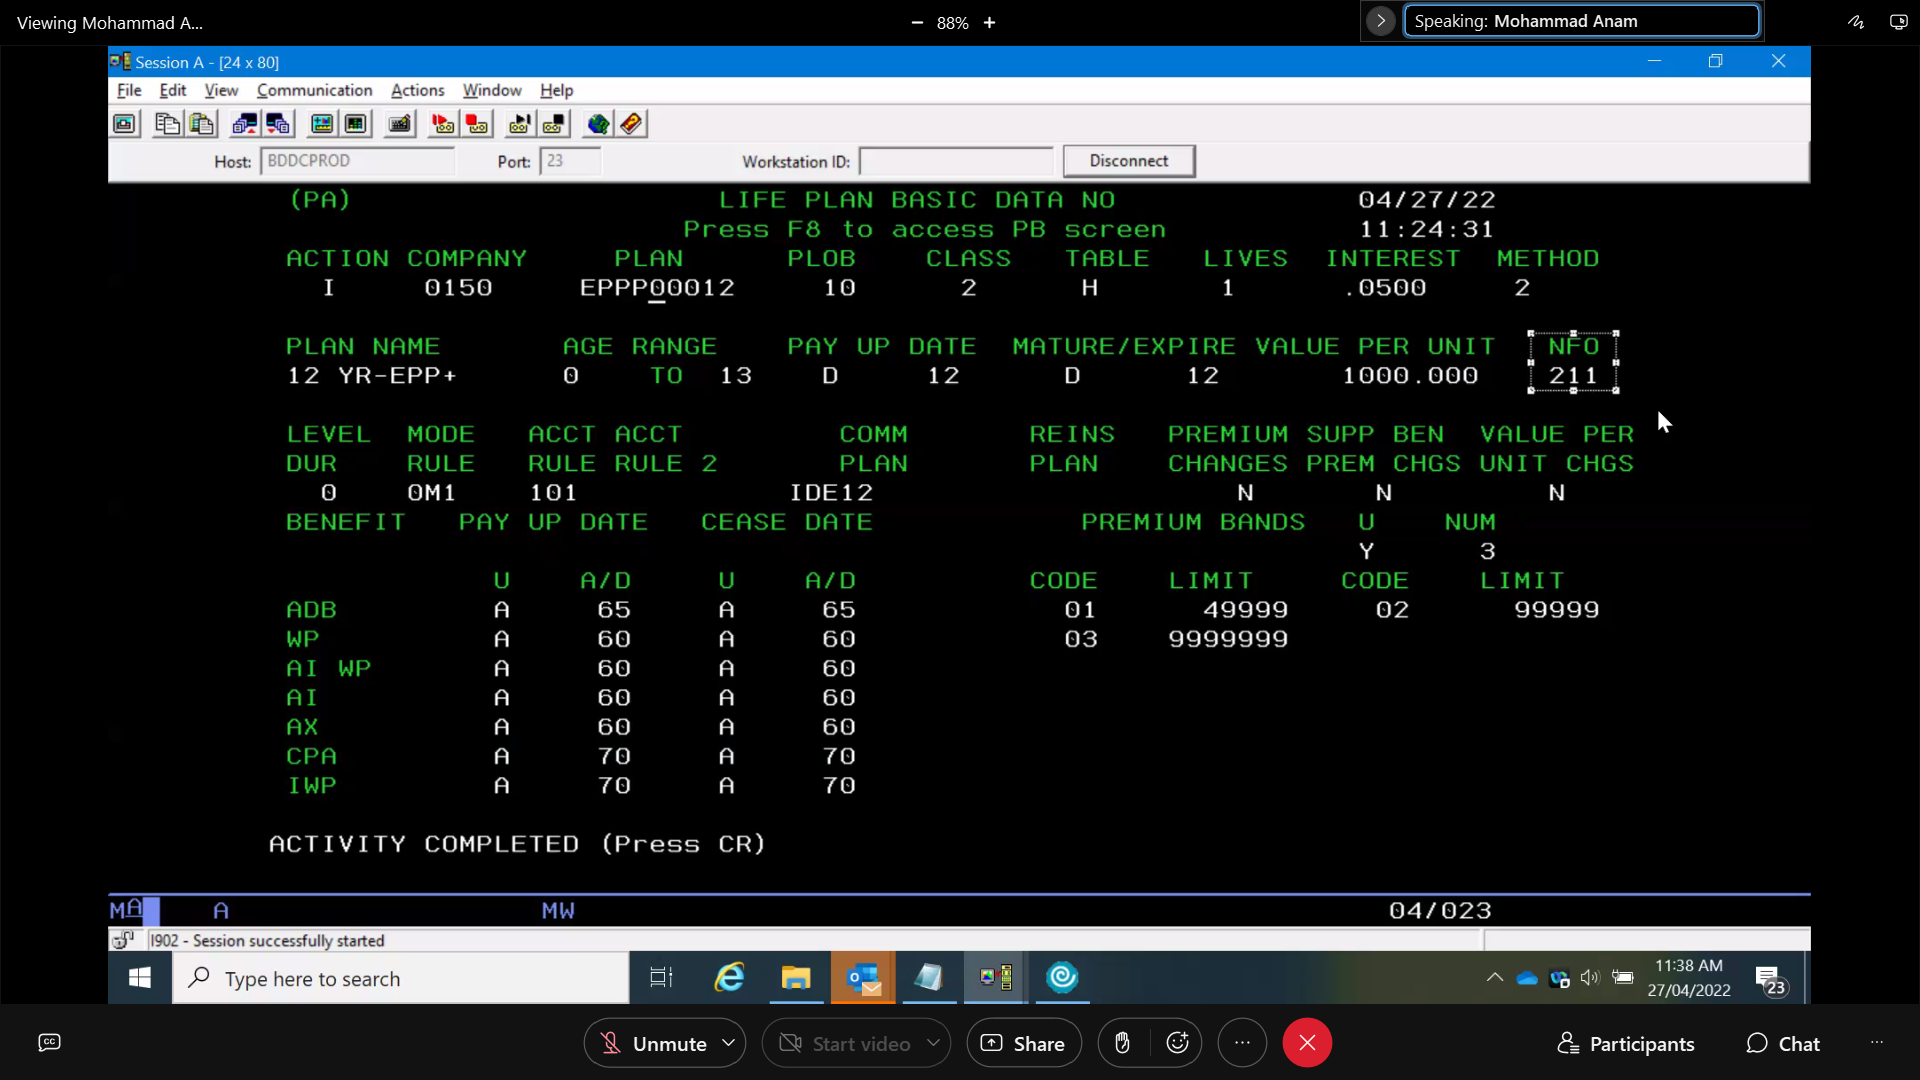 Viewing Mohammad A...
88%
Speaking: Mohammad Anam
Session A - [24 x 80]
File Edit View Communication Actions Window Help
Host: BDDCPROD Port: 23 Workstation ID: Disconnect
(PA) LIFE PLAN BASIC DATA NO 04/27/22
Press F8 to access PB screen 11:24:31
ACTION COMPANY PLAN PLOB CLASS TABLE LIVES INTEREST METHOD
I 0150 EPPP00012 10 2 H 1 .0500 2
PLAN NAME AGE RANGE PAY UP DATE MATURE/EXPIRE VALUE PER UNIT NFO
12 YR-EPP+ 0 TO 13 D 12 D 12 1000.000 211
LEVEL MODE ACCT ACCT COMM REINS PREMIUM SUPP BEN VALUE PER
DUR RULE RULE RULE 2 PLAN PLAN CHANGES PREM CHGS UNIT CHGS
0 0M1 101 IDE12 N N N
BENEFIT PAY UP DATE CEASE DATE PREMIUM BANDS U NUM
Y 3
U A/D U A/D CODE LIMIT CODE LIMIT
ADB A 65 A 65 01 49999 02 99999
WP A 60 A 60 03 9999999
AI WP A 60 A 60
AI A 60 A 60
AX A 60 A 60
CPA A 70 A 70
IWP A 70 A 70
ACTIVITY COMPLETED (Press CR)
MA A MW 04/023
I902 - Session successfully started
Type here to search
11:38 AM
27/04/2022
23
CC Unmute Start video Share Participants Chat